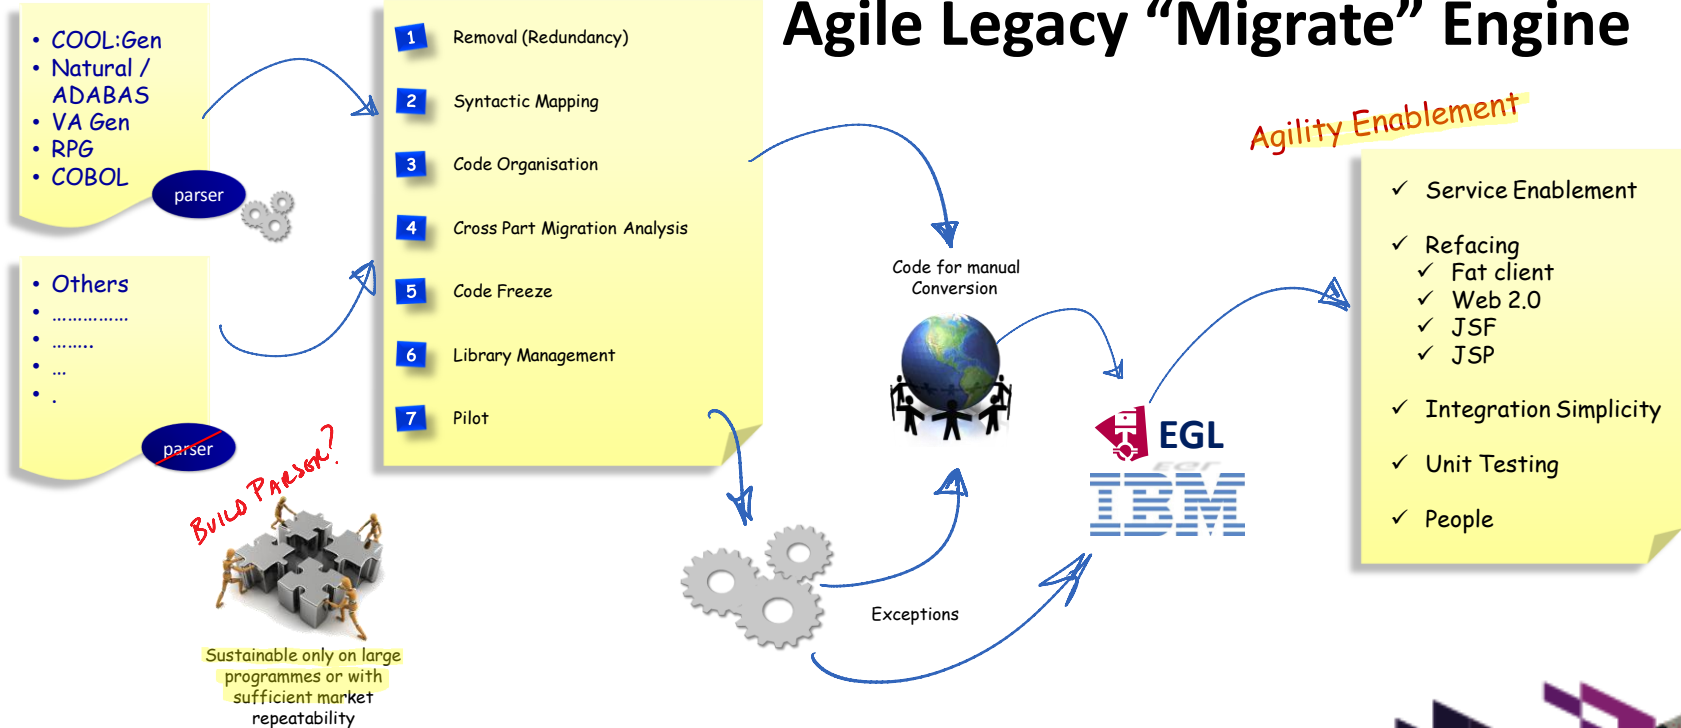 Agile Legacy “Migrate” Engine
• COOL:Gen
• Natural /
ADABAS
• VA Gen
• RPG
• COBOL
parser
• Others
• ..............
• ........
• ...
• .
parser
BUILD PARSER?
Sustainable only on large
programmes or with
sufficient market
repeatability
1 Removal (Redundancy)
2 Syntactic Mapping
3 Code Organisation
4 Cross Part Migration Analysis
5 Code Freeze
6 Library Management
7 Pilot
Code for manual
Conversion
Exceptions
EGL
IBM
Agility Enablement
✓ Service Enablement
✓ Refacing
✓ Fat client
✓ Web 2.0
✓ JSF
✓ JSP
✓ Integration Simplicity
✓ Unit Testing
✓ People